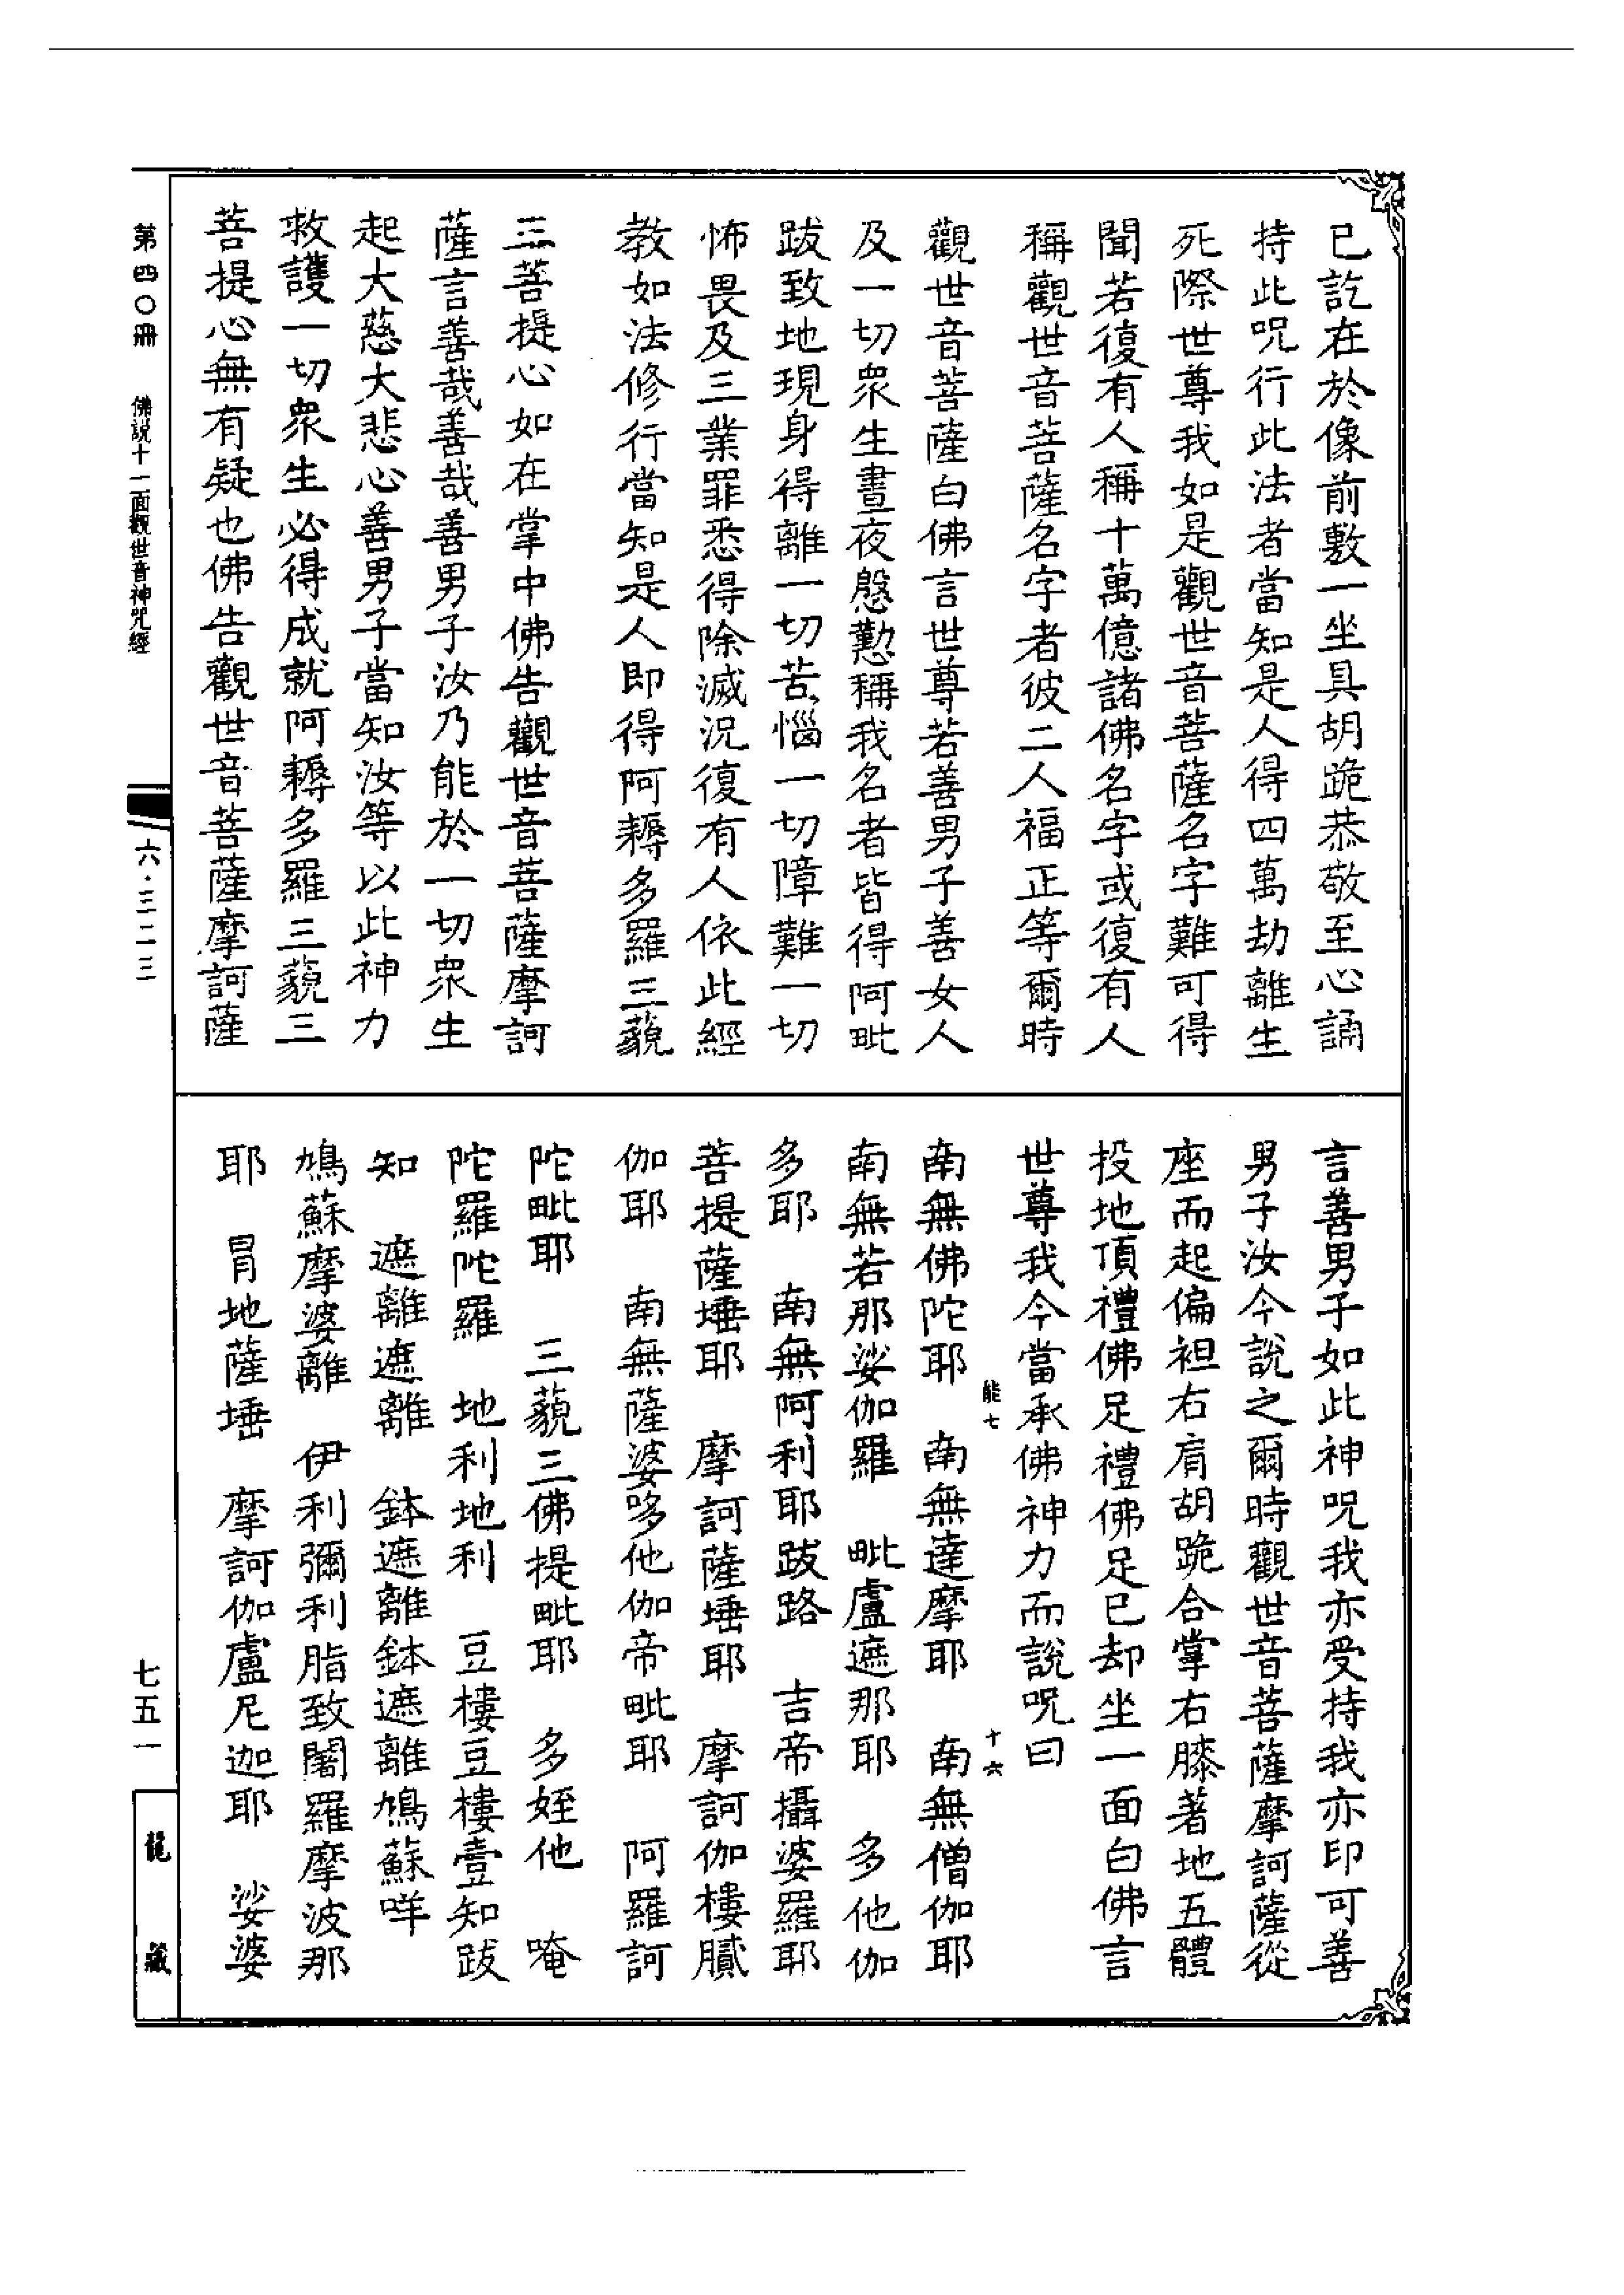 已訖在於像前敷一坐具胡跪恭敬至心誦
持此呪行此法者當知是人得四萬劫離生
死際世尊我如是觀世音菩薩名字難可得
聞若復有人稱十萬億諸佛名字或復有人
稱觀世音菩薩名字者彼二人福正等爾時
觀世音菩薩白佛言世尊若善男子善女人
及一切眾生晝夜慇懃稱我名者皆得阿毗
跋致地現身得離一切苦惱一切障難一切
怖畏及三業罪悉得除滅況復有人依此經
教如法修行當知是人即得阿耨多羅三藐
三菩提心如在掌中佛告觀世音菩薩摩訶
薩言善哉善哉善男子汝乃能於一切眾生
起大慈大悲心善男子當知汝等以此神力
救護一切眾生必得成就阿耨多羅三藐三
菩提心無有疑也佛告觀世音菩薩摩訶薩
言善男子如此神呪我亦受持我亦印可善
男子汝今說之爾時觀世音菩薩摩訶薩從
座而起偏袒右肩胡跪合掌右膝著地五體
投地頂禮佛足禮佛足已却坐一面白佛言
世尊我今當承佛神力而說呪曰
能七
十六
南無佛陀耶　南無達摩耶　南無僧伽耶
南無若那娑伽羅　毗盧遮那耶　多他伽
多耶　南無阿利耶跋路　吉帝攝婆羅耶
菩提薩埵耶　摩訶薩埵耶　摩訶伽樓膩
伽耶　南無薩婆哆他伽帝毗耶　阿羅訶
陀毗耶　三藐三佛提毗耶　多姪他　唵
陀羅陀羅　地利地利　豆樓豆樓壹知跋
知　遮離遮離　鉢遮離鉢遮離鳩蘇咩
鳩蘇摩婆離　伊利彌利脂致闍羅摩波那
耶　冐地薩埵　摩訶伽盧尼迦耶　娑婆
第四〇冊　佛說十一面觀世音神咒經
六·三二三
七五一
龍藏